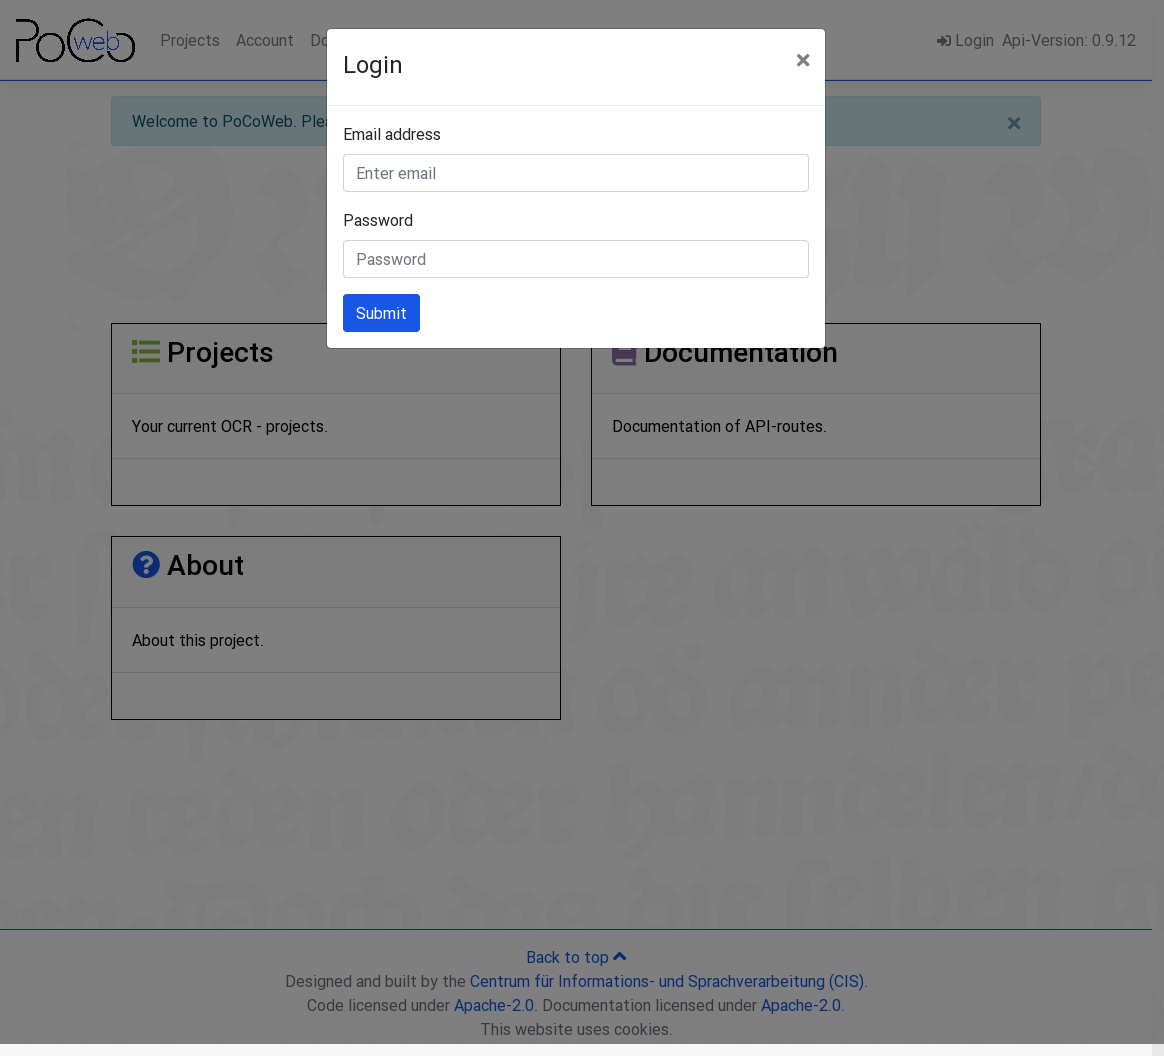 PoCoweb
Projects Account
Login Api-Version: 0.9.12
Login
×
Welcome to PoCoWeb.
×
Email address
Enter email
Password
Password
Submit
Projects
Your current OCR - projects.
Documentation
Documentation of API-routes.
About
About this project.
Back to top
Designed and built by the Centrum für Informations- und Sprachverarbeitung (CIS).
Code licensed under Apache-2.0. Documentation licensed under Apache-2.0.
This website uses cookies.